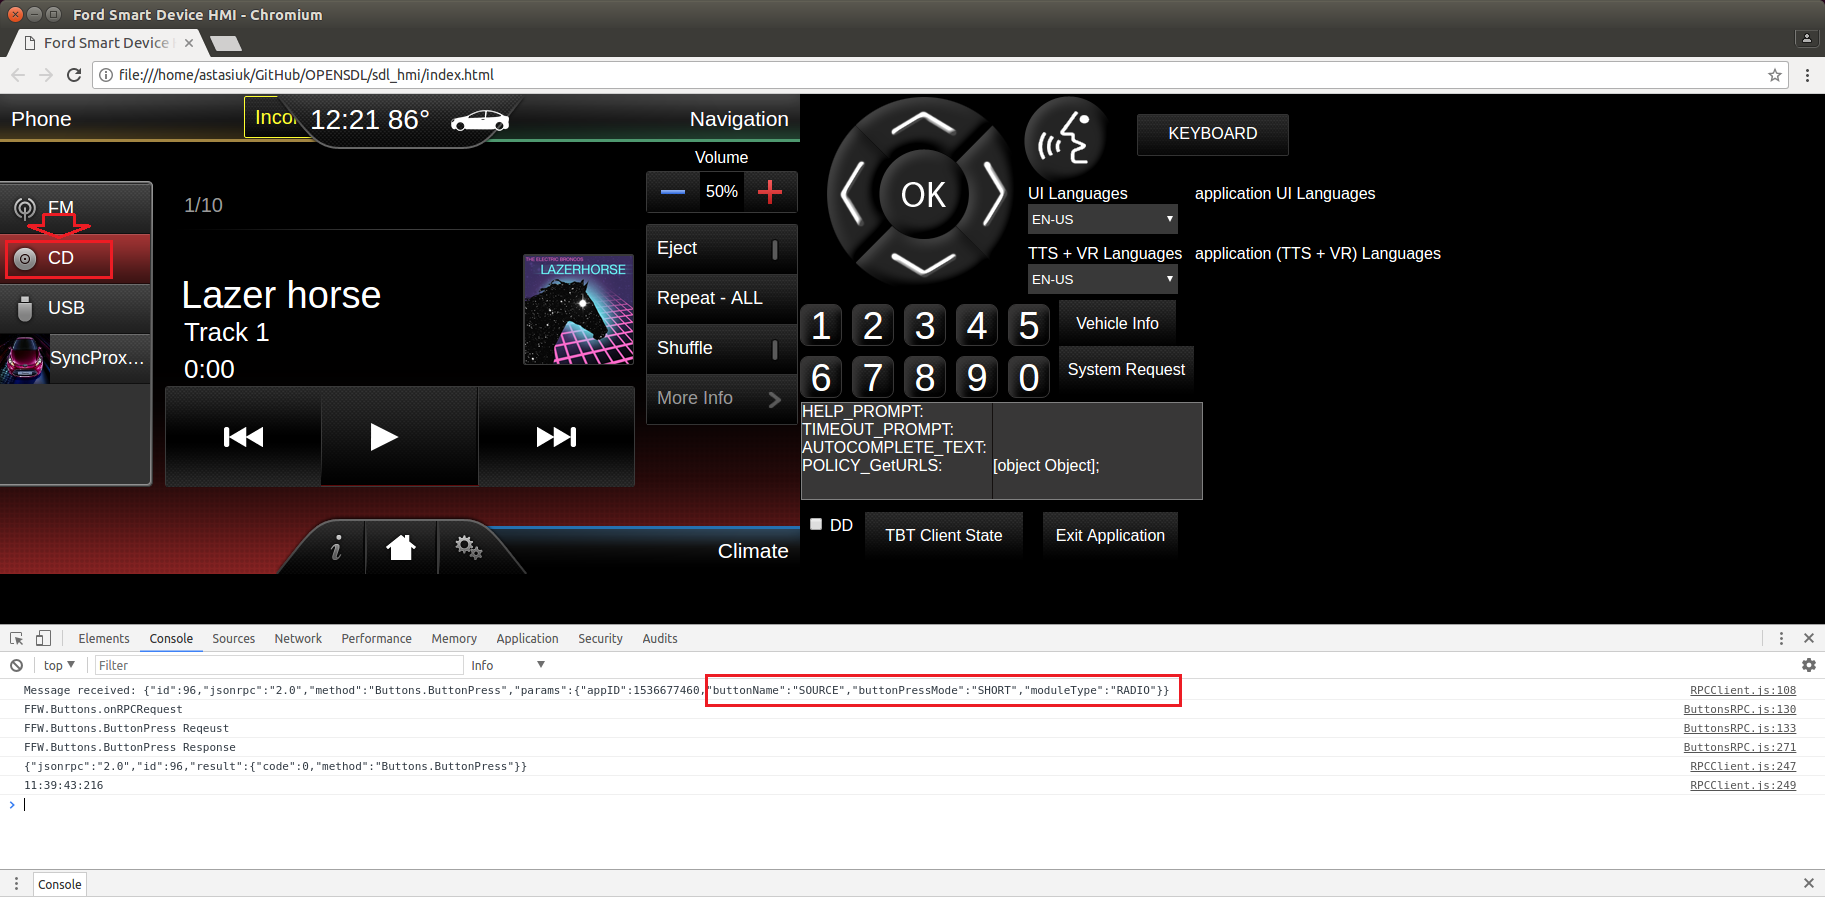 Ford Smart Device HMI - Chromium
Ford Smart Device
file:///home/astasiuk/GitHub/OPENSDL/sdl_hmi/index.html
Phone
Incor
12:21 86°
Navigation
Volume
50%
FM
CD
USB
SyncProx...
1/10
Lazer horse
Track 1
0:00
THE ELECTRIC BRONCOS
LAZERHORSE
Eject
Repeat - ALL
Shuffle
More Info
i
Climate
OK
KEYBOARD
UI Languages
application UI Languages
EN-US
TTS + VR Languages
application (TTS + VR) Languages
EN-US
1 2 3 4 5
Vehicle Info
6 7 8 9 0
System Request
HELP_PROMPT:
TIMEOUT_PROMPT:
AUTOCOMPLETE_TEXT:
POLICY_GetURLS: [object Object];
DD
TBT Client State
Exit Application
Elements Console Sources Network Performance Memory Application Security Audits
top Filter Info
Message received: {"id":96,"jsonrpc":"2.0","method":"Buttons.ButtonPress","params":{"appID":1536677460,"buttonName":"SOURCE","buttonPressMode":"SHORT","moduleType":"RADIO"}} RPCClient.js:108
FFW.Buttons.onRPCRequest ButtonsRPC.js:130
FFW.Buttons.ButtonPress Reqeust ButtonsRPC.js:133
FFW.Buttons.ButtonPress Response ButtonsRPC.js:271
{"jsonrpc":"2.0","id":96,"result":{"code":0,"method":"Buttons.ButtonPress"}} RPCClient.js:247
11:39:43:216 RPCClient.js:249
Console